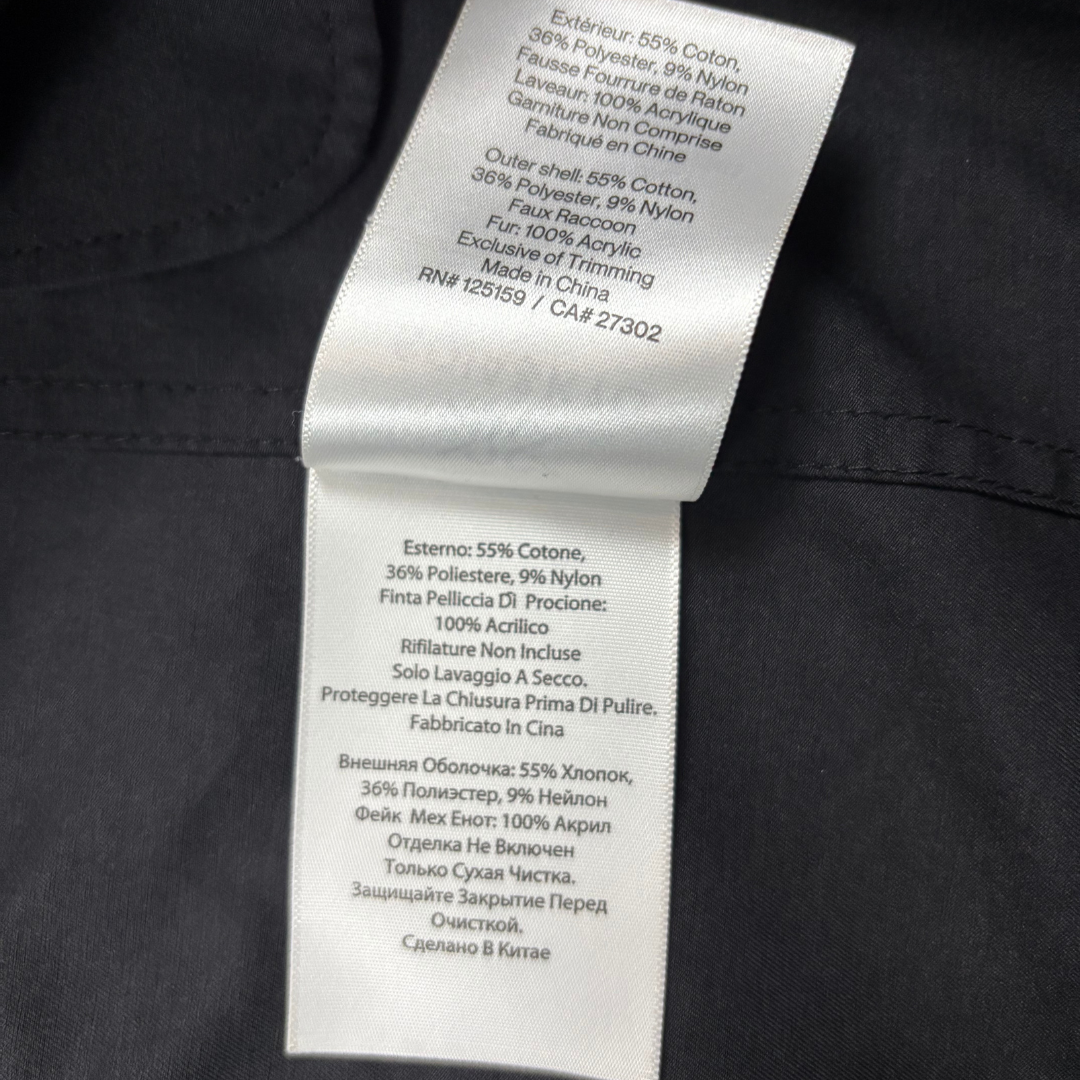 Extérieur: 55% Coton,
36% Polyester, 9% Nylon
Fausse Fourrure de Raton
Laveaur: 100% Acrylique
Garniture Non Comprise
Fabriqué en Chine
Outer shell: 55% Cotton,
36% Polyester, 9% Nylon
Faux Raccoon
Fur: 100% Acrylic
Exclusive of Trimming
Made in China
RN# 125159 / CA# 27302
Esterno: 55% Cotone,
36% Poliestere, 9% Nylon
Finta Pelliccia Dì Procione:
100% Acrilico
Rifilature Non Incluse
Solo Lavaggio A Secco.
Proteggere La Chiusura Prima Di Pulire.
Fabbricato In Cina
Внешняя Оболочка: 55% Хлопок,
36% Полиэстер, 9% Нейлон
Фейк Мех Енот: 100% Акрил
Отделка Не Включен
Только Сухая Чистка.
Защищайте Закрытие Перед
Очисткой.
Сделано В Китае